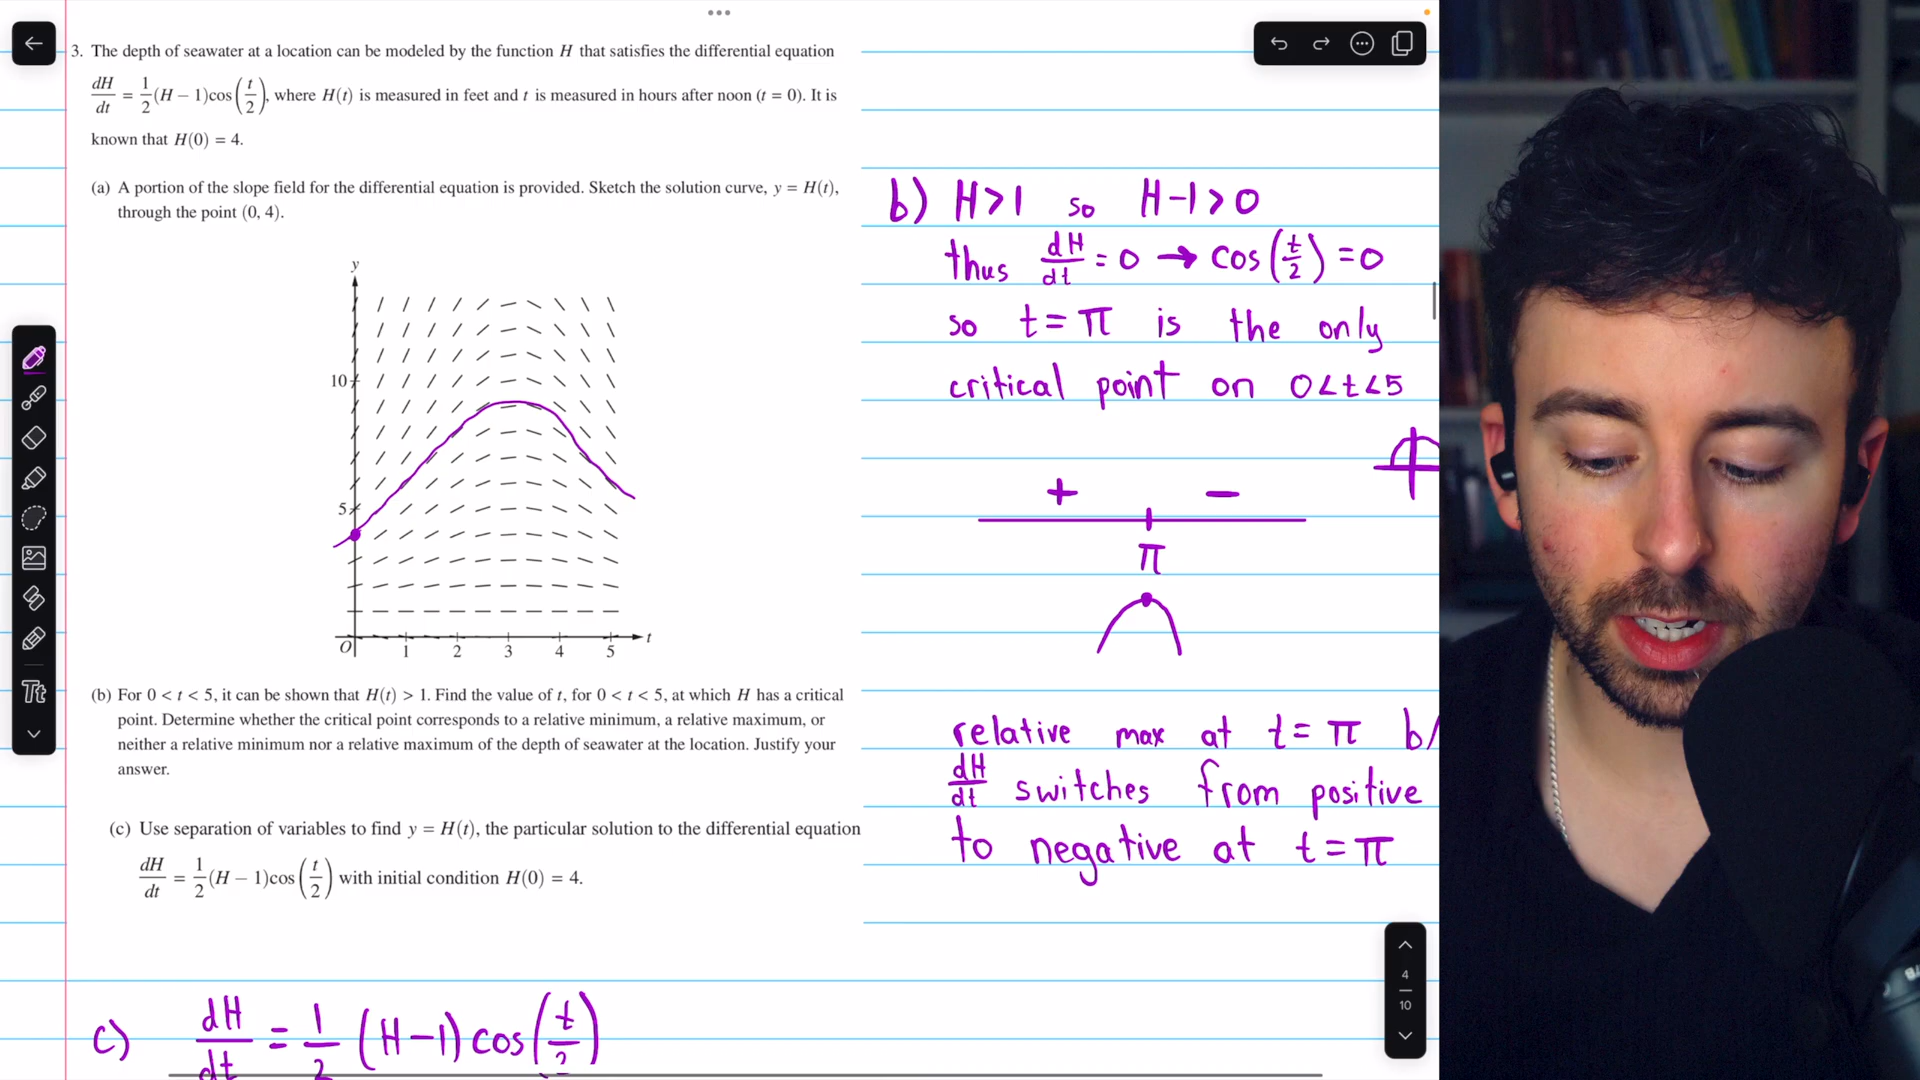 3. The depth of seawater at a location can be modeled by the function H that satisfies the differential equation
dH/dt = 1/2 (H − 1)cos(t/2), where H(t) is measured in feet and t is measured in hours after noon (t = 0). It is
known that H(0) = 4.
(a) A portion of the slope field for the differential equation is provided. Sketch the solution curve, y = H(t),
through the point (0, 4).
y
10
5
O 1 2 3 4 5 t
(b) For 0 < t < 5, it can be shown that H(t) > 1. Find the value of t, for 0 < t < 5, at which H has a critical
point. Determine whether the critical point corresponds to a relative minimum, a relative maximum, or
neither a relative minimum nor a relative maximum of the depth of seawater at the location. Justify your
answer.
(c) Use separation of variables to find y = H(t), the particular solution to the differential equation
dH/dt = 1/2 (H − 1)cos(t/2) with initial condition H(0) = 4.
c) dH/dt = 1/2 (H−1) cos(t/2)
b) H>1 so H−1>0
thus dH/dt = 0 → cos(t/2) = 0
so t = π is the only
critical point on 0<t<5
+ −
π
relative max at t = π b/
dH/dt switches from positive
to negative at t = π
Tt
4
10